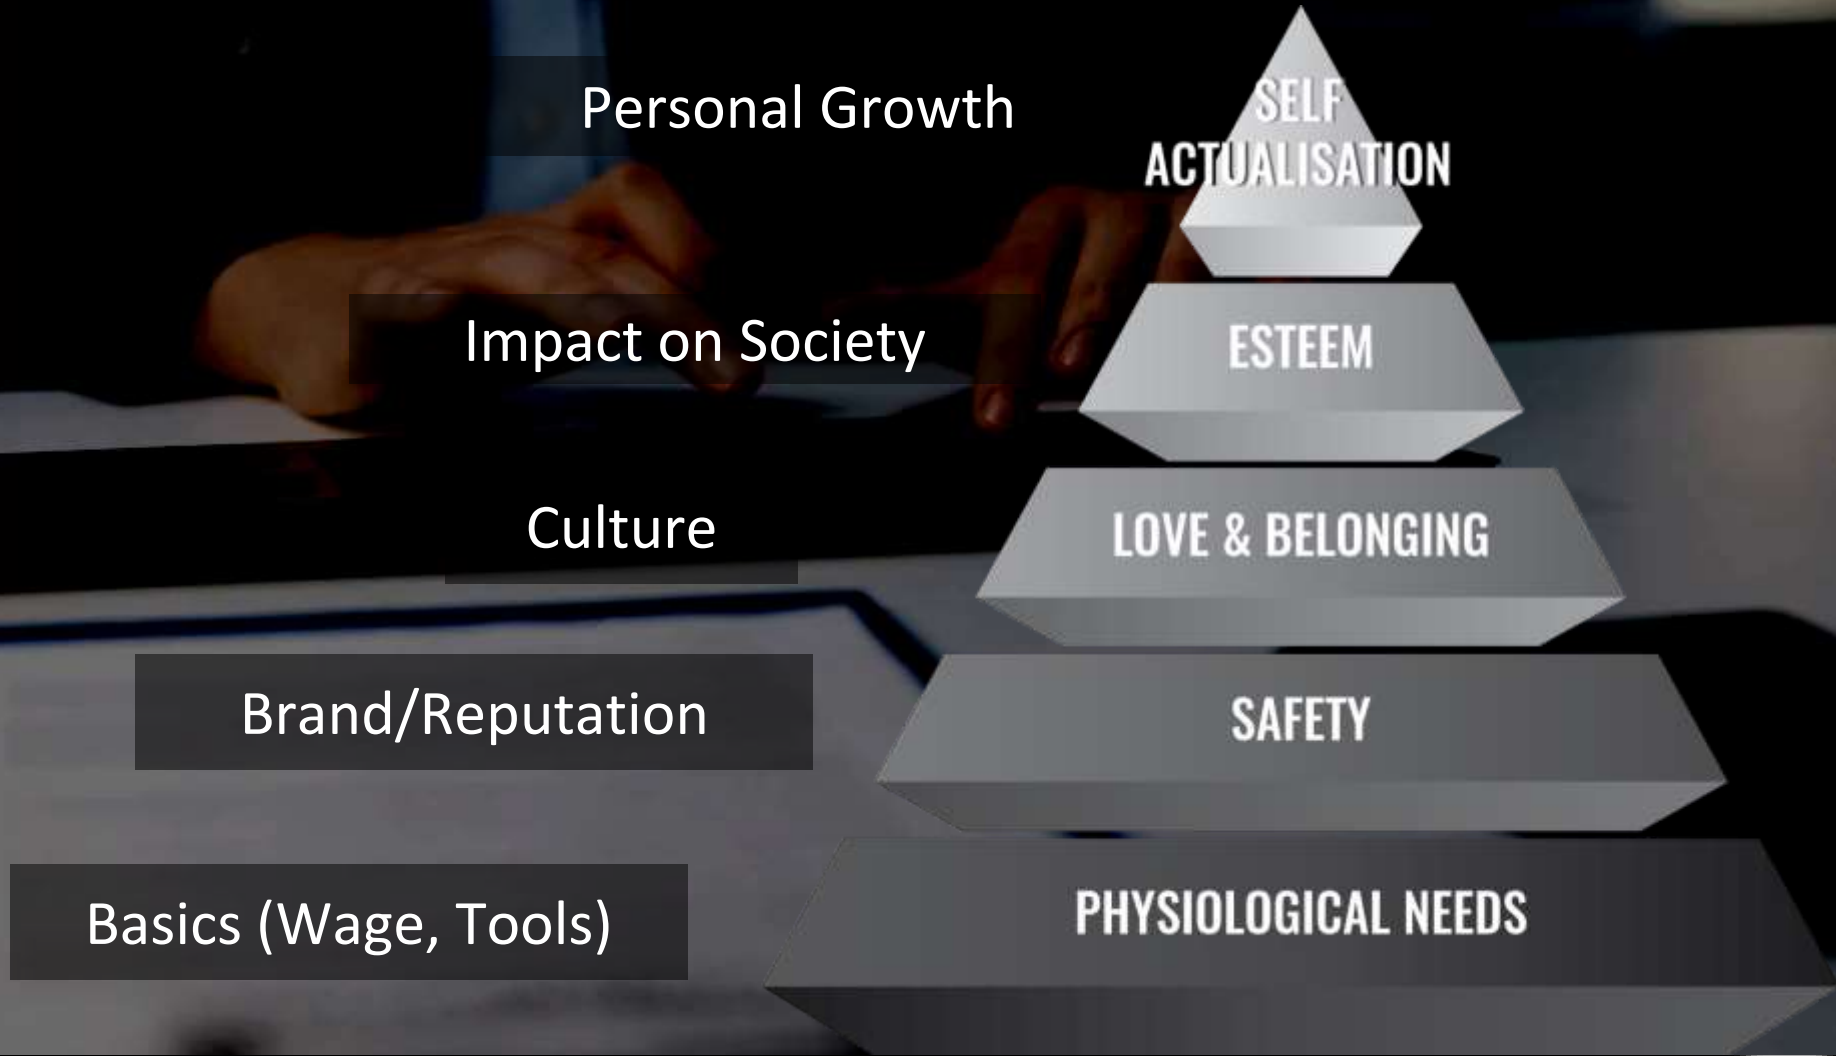 Personal Growth
SELF
ACTUALISATION
Impact on Society
ESTEEM
Culture
LOVE & BELONGING
Brand/Reputation
SAFETY
Basics (Wage, Tools)
PHYSIOLOGICAL NEEDS